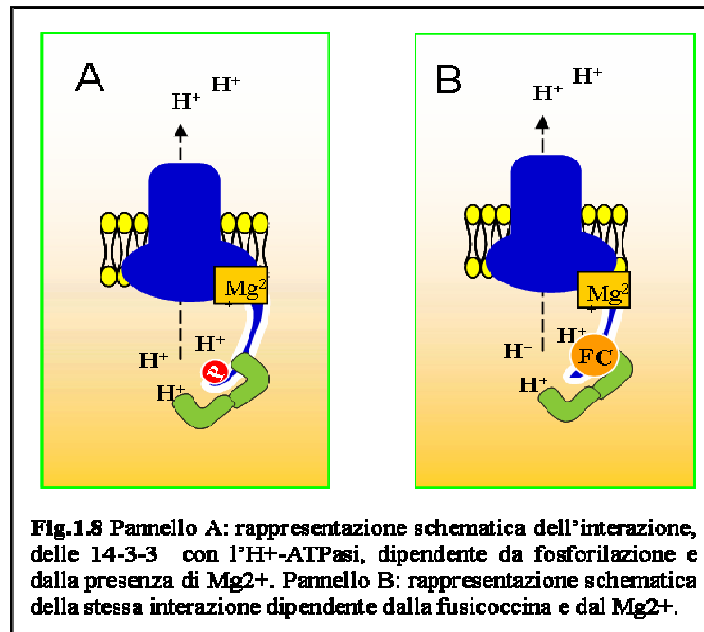 A
H+
H+
Mg2
+
H+
H+
P
H+
B
H+
H+
Mg2
+
H+
H-
FC
H+
Fig.1.8 Pannello A: rappresentazione schematica dell'interazione,
delle 14-3-3 con l'H+-ATPasi, dipendente da fosforilazione e
dalla presenza di Mg2+. Pannello B: rappresentazione schematica
della stessa interazione dipendente dalla fusicoccina e dal Mg2+.